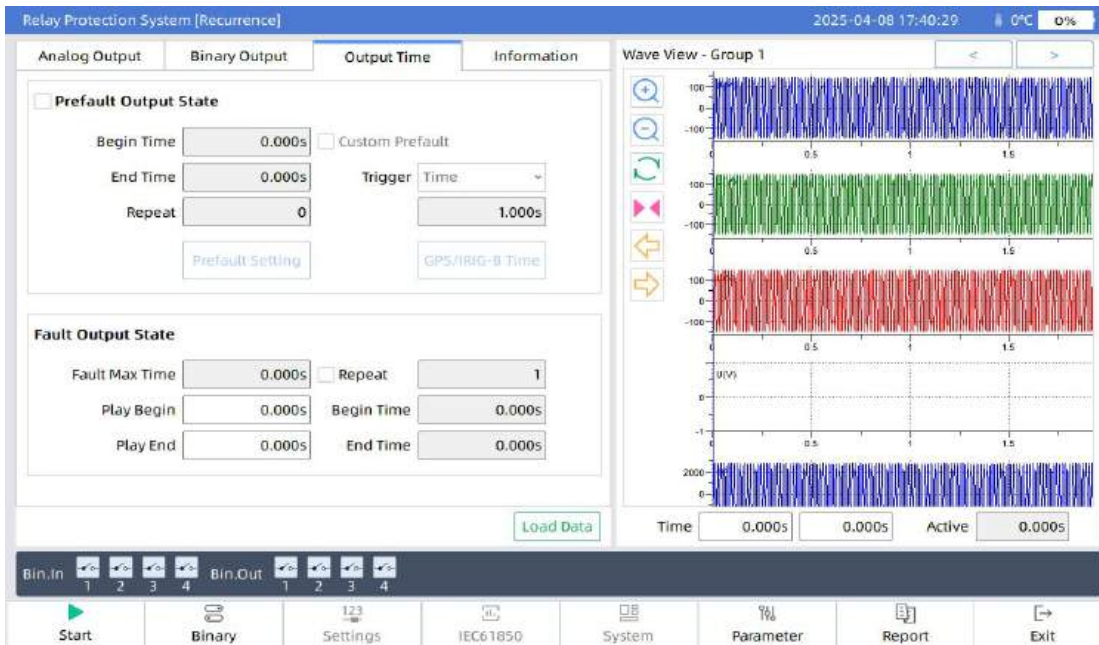 Relay Protection System [Recurrence]
2025-04-08 17:40:29
0°C
0%
Analog Output
Binary Output
Output Time
Information
Prefault Output State
Begin Time 0.000s Custom Prefault
End Time 0.000s Trigger Time
Repeat 0 1.000s
Prefault Setting GPS/IRIG-B Time
Fault Output State
Fault Max Time 0.000s Repeat 1
Play Begin 0.000s Begin Time 0.000s
Play End 0.000s End Time 0.000s
Load Data
Wave View - Group 1 < >
100
0
-100
0 0.5 1 1.5
100
0
-100
0.5 1 1.5
100
0
-100
0.5 1 1.5
U(V)
0
-1
0.5 1 1.5
2000
0
Time 0.000s 0.000s Active 0.000s
Bin.In 1 2 3 4 Bin.Out 1 2 3 4
123
Start Binary Settings IEC61850 System Parameter Report Exit